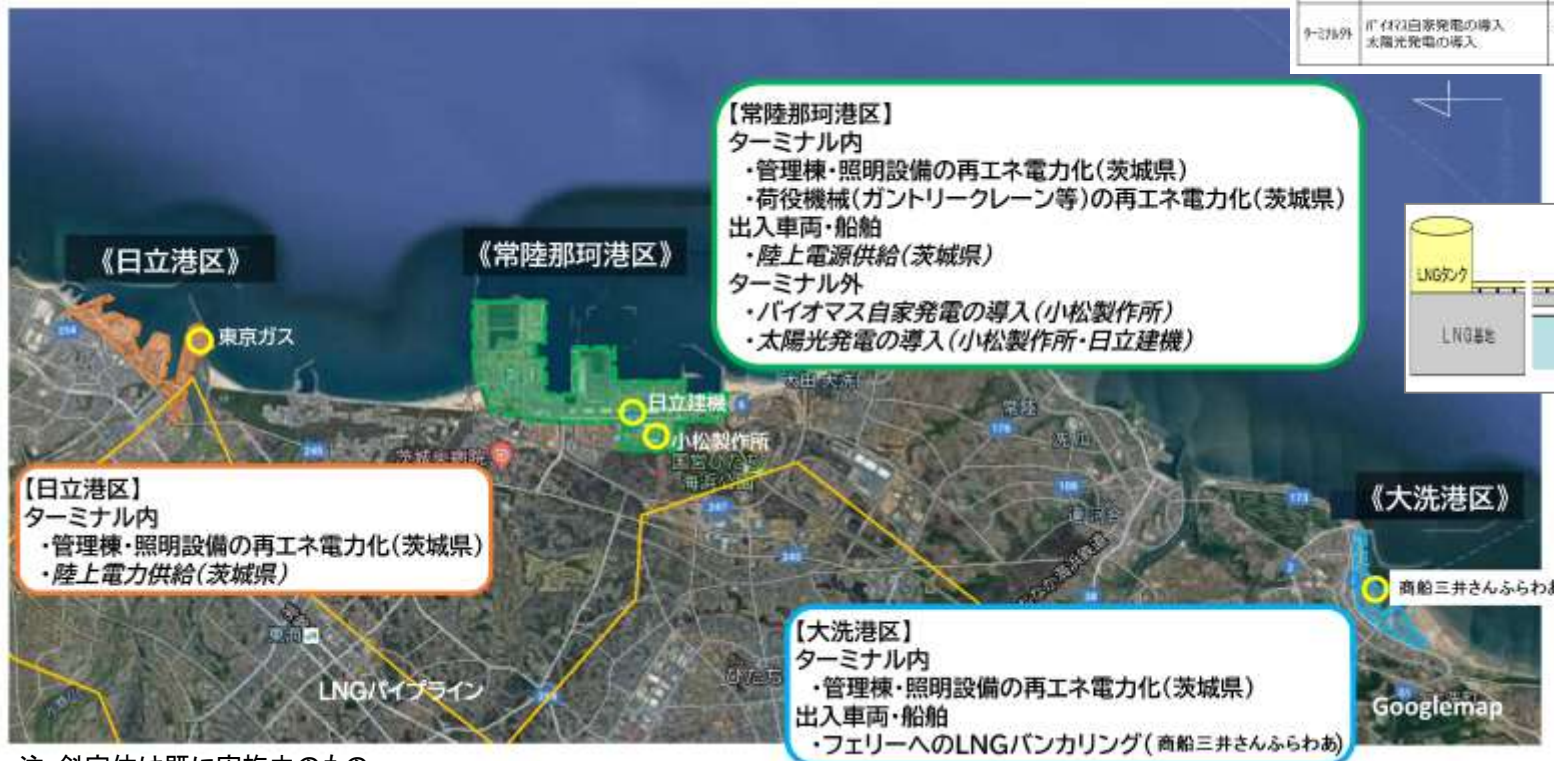 ターミナル外
バイオマス自家発電の導入
太陽光発電の導入
【常陸那珂港区】
ターミナル内
・管理棟・照明設備の再エネ電力化(茨城県)
・荷役機械(ガントリークレーン等)の再エネ電力化(茨城県)
出入車両・船舶
・陸上電源供給(茨城県)
ターミナル外
・バイオマス自家発電の導入(小松製作所)
・太陽光発電の導入(小松製作所・日立建機)
《日立港区》
《常陸那珂港区》
LNGタンク
LNG基地
東京ガス
日立建機
小松製作所
国営ひたち
海浜公園
245
247
173
《大洗港区》
商船三井さんふらわあ
【日立港区】
ターミナル内
・管理棟・照明設備の再エネ電力化(茨城県)
・陸上電力供給(茨城県)
LNGパイプライン
【大洗港区】
ターミナル内
・管理棟・照明設備の再エネ電力化(茨城県)
出入車両・船舶
・フェリーへのLNGバンカリング(商船三井さんふらわあ)
Googlemap